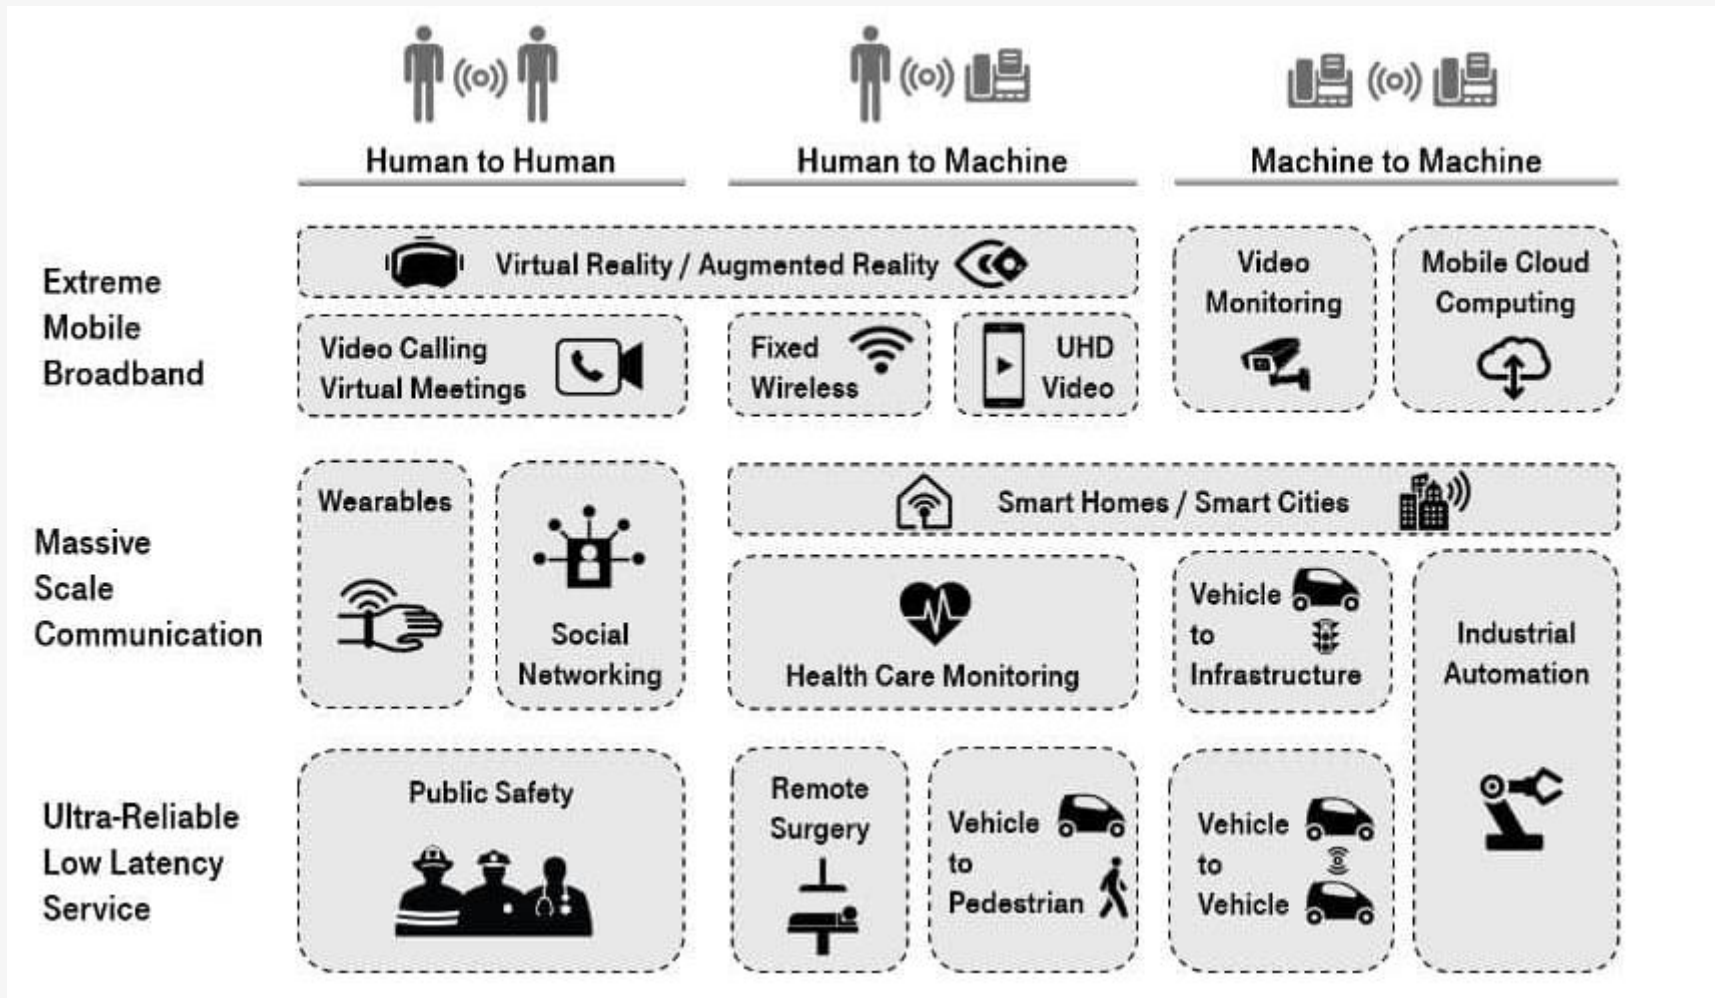 Human to Human
Human to Machine
Machine to Machine
Extreme
Mobile
Broadband
Virtual Reality / Augmented Reality
Video Calling
Virtual Meetings
Fixed
Wireless
UHD
Video
Video
Monitoring
Mobile Cloud
Computing
Massive
Scale
Communication
Wearables
Social
Networking
Smart Homes / Smart Cities
Health Care Monitoring
Vehicle
to
Infrastructure
Industrial
Automation
Ultra-Reliable
Low Latency
Service
Public Safety
Remote
Surgery
Vehicle
to
Pedestrian
Vehicle
to
Vehicle